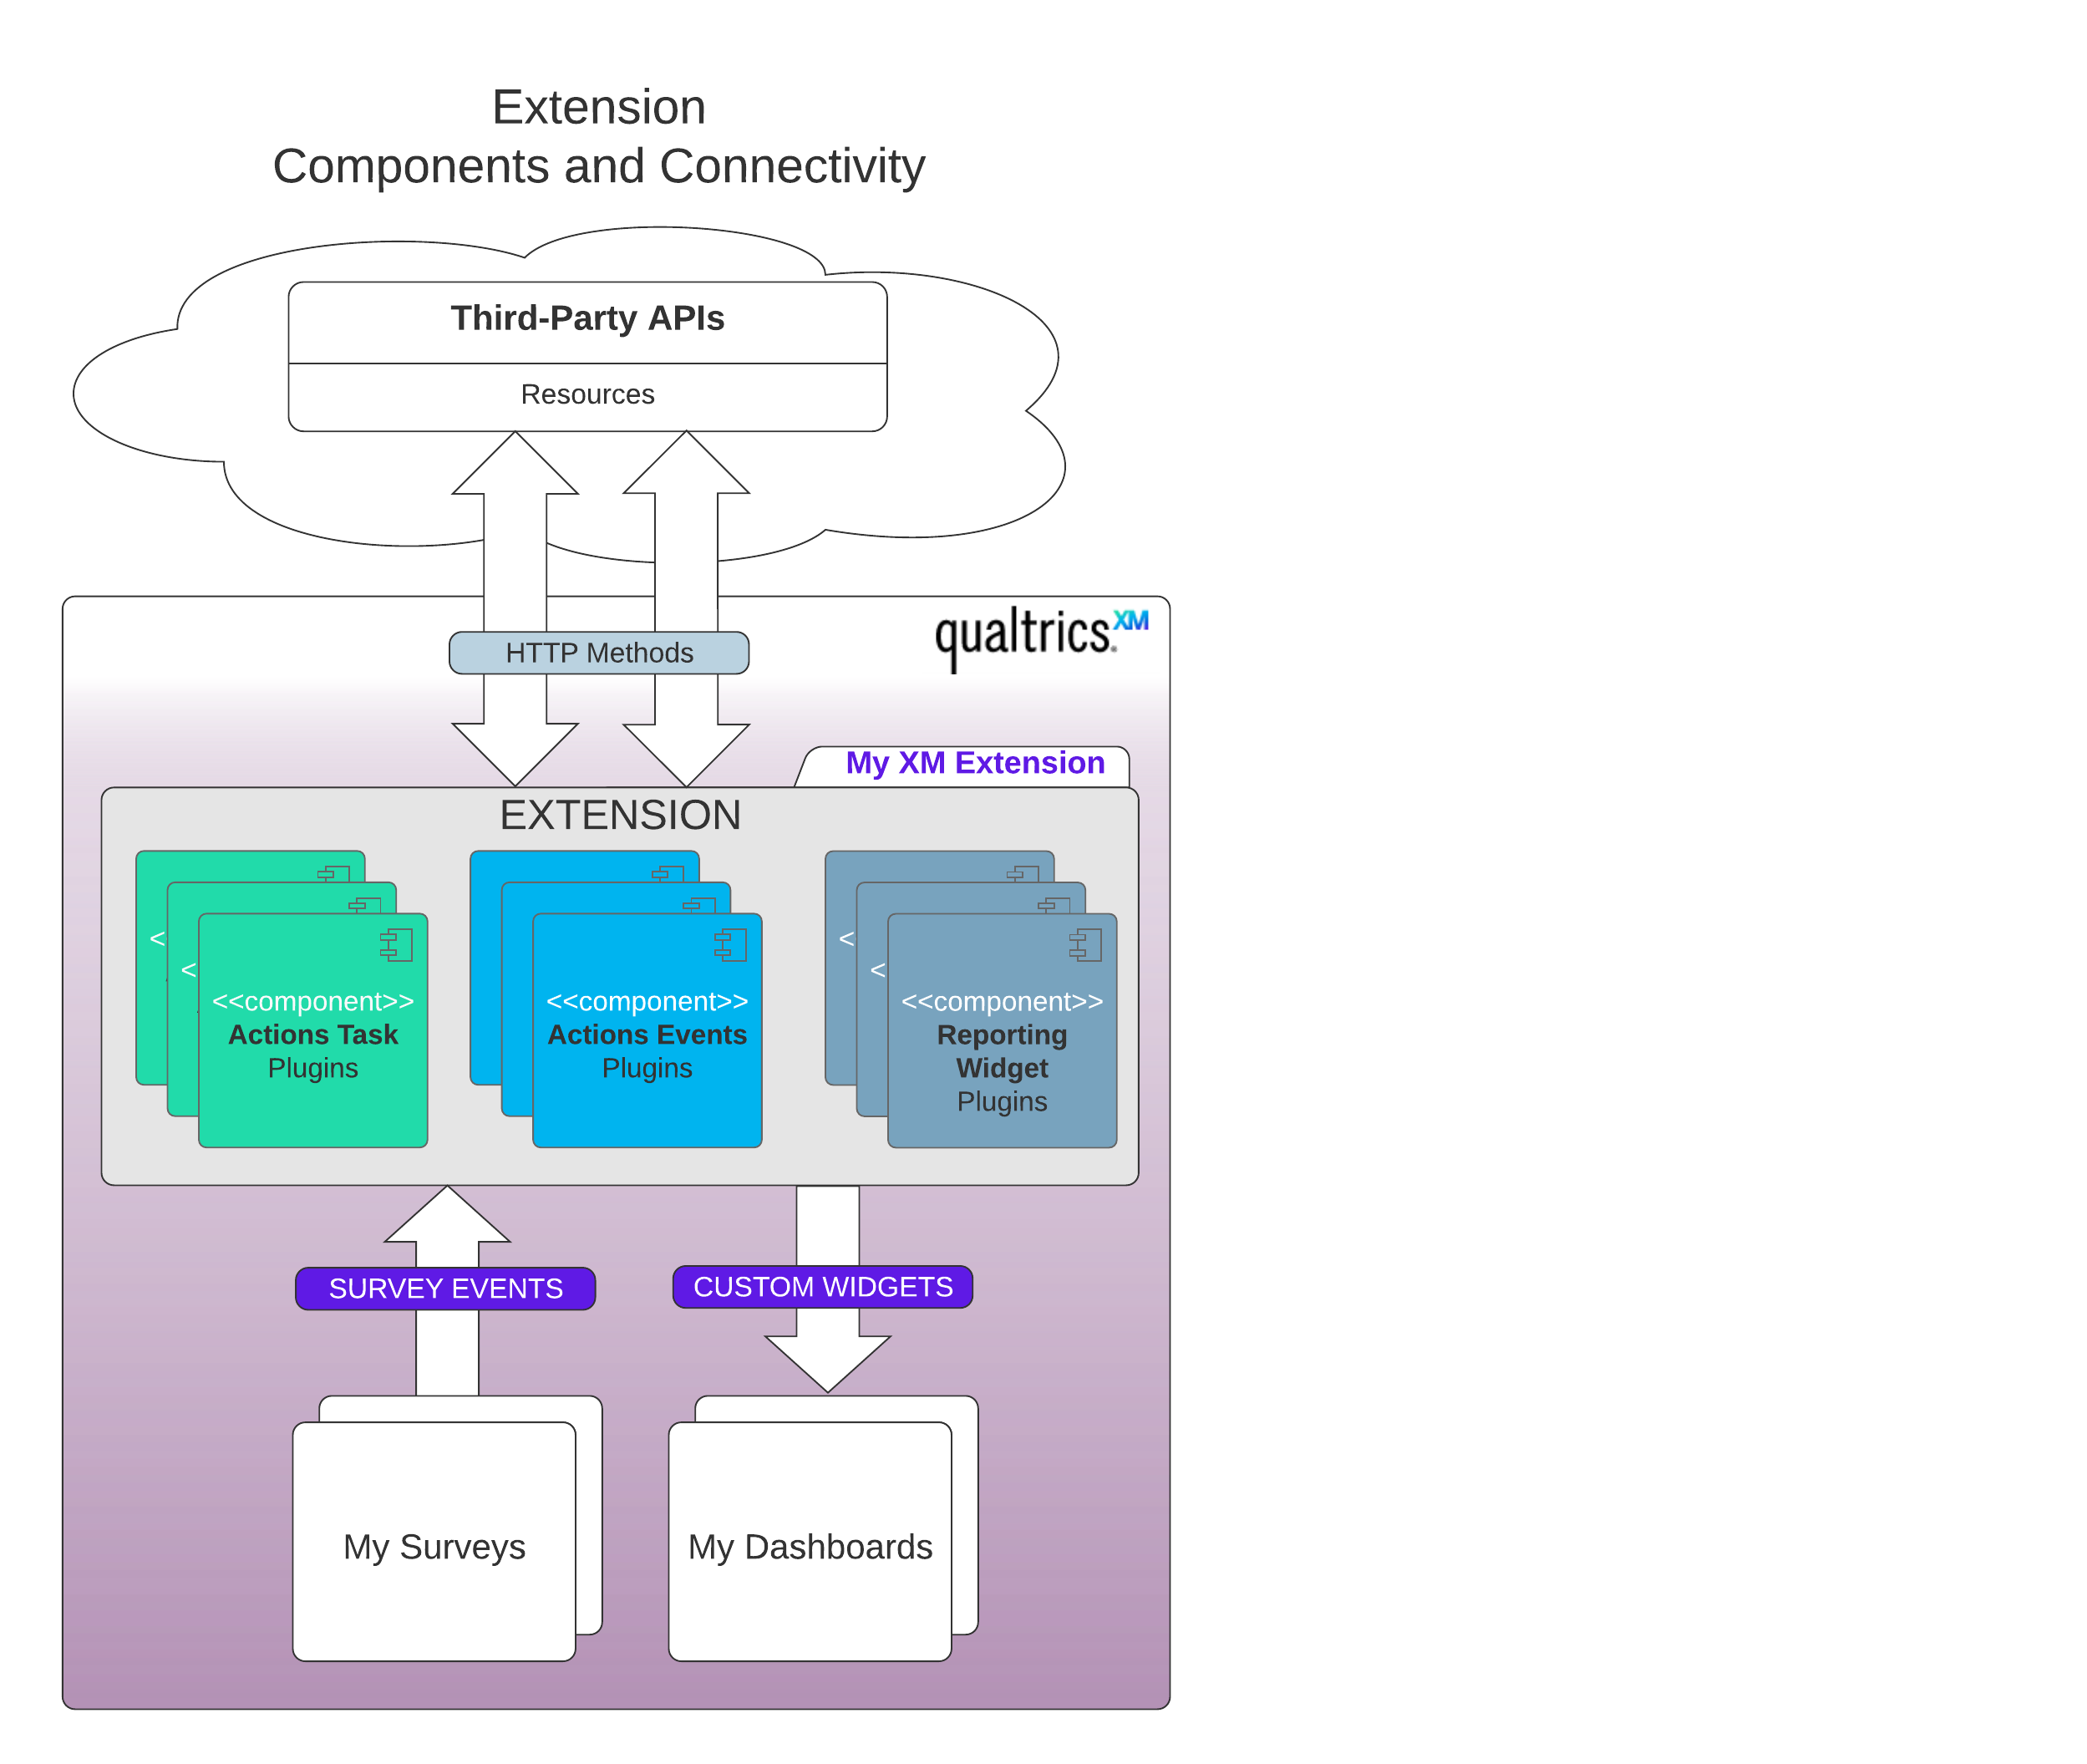 Extension
Components and Connectivity
Third-Party APIs
Resources
HTTP Methods
qualtrics.XM
My XM Extension
EXTENSION
<
<
<<component>>
Actions Task
Plugins
<<component>>
Actions Events
Plugins
<
<
<<component>>
Reporting
Widget
Plugins
SURVEY EVENTS
CUSTOM WIDGETS
My Surveys
My Dashboards